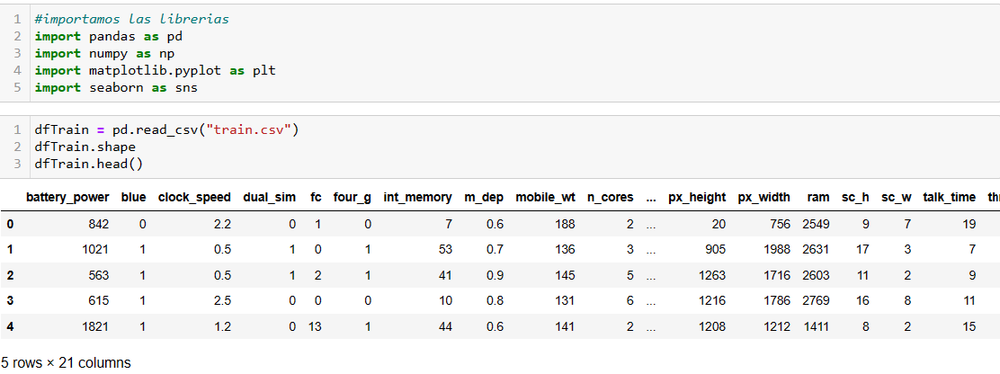 1 #importamos las librerias
2 import pandas as pd
3 import numpy as np
4 import matplotlib.pyplot as plt
5 import seaborn as sns
1 dfTrain = pd.read_csv("train.csv")
2 dfTrain.shape
3 dfTrain.head()
battery_power blue clock_speed dual_sim fc four_g int_memory m_dep mobile_wt n_cores ... px_height px_width ram sc_h sc_w talk_time
0 842 0 2.2 0 1 0 7 0.6 188 2 ... 20 756 2549 9 7 19
1 1021 1 0.5 1 0 1 53 0.7 136 3 ... 905 1988 2631 17 3 7
2 563 1 0.5 1 2 1 41 0.9 145 5 ... 1263 1716 2603 11 2 9
3 615 1 2.5 0 0 0 10 0.8 131 6 ... 1216 1786 2769 16 8 11
4 1821 1 1.2 0 13 1 44 0.6 141 2 ... 1208 1212 1411 8 2 15
5 rows × 21 columns